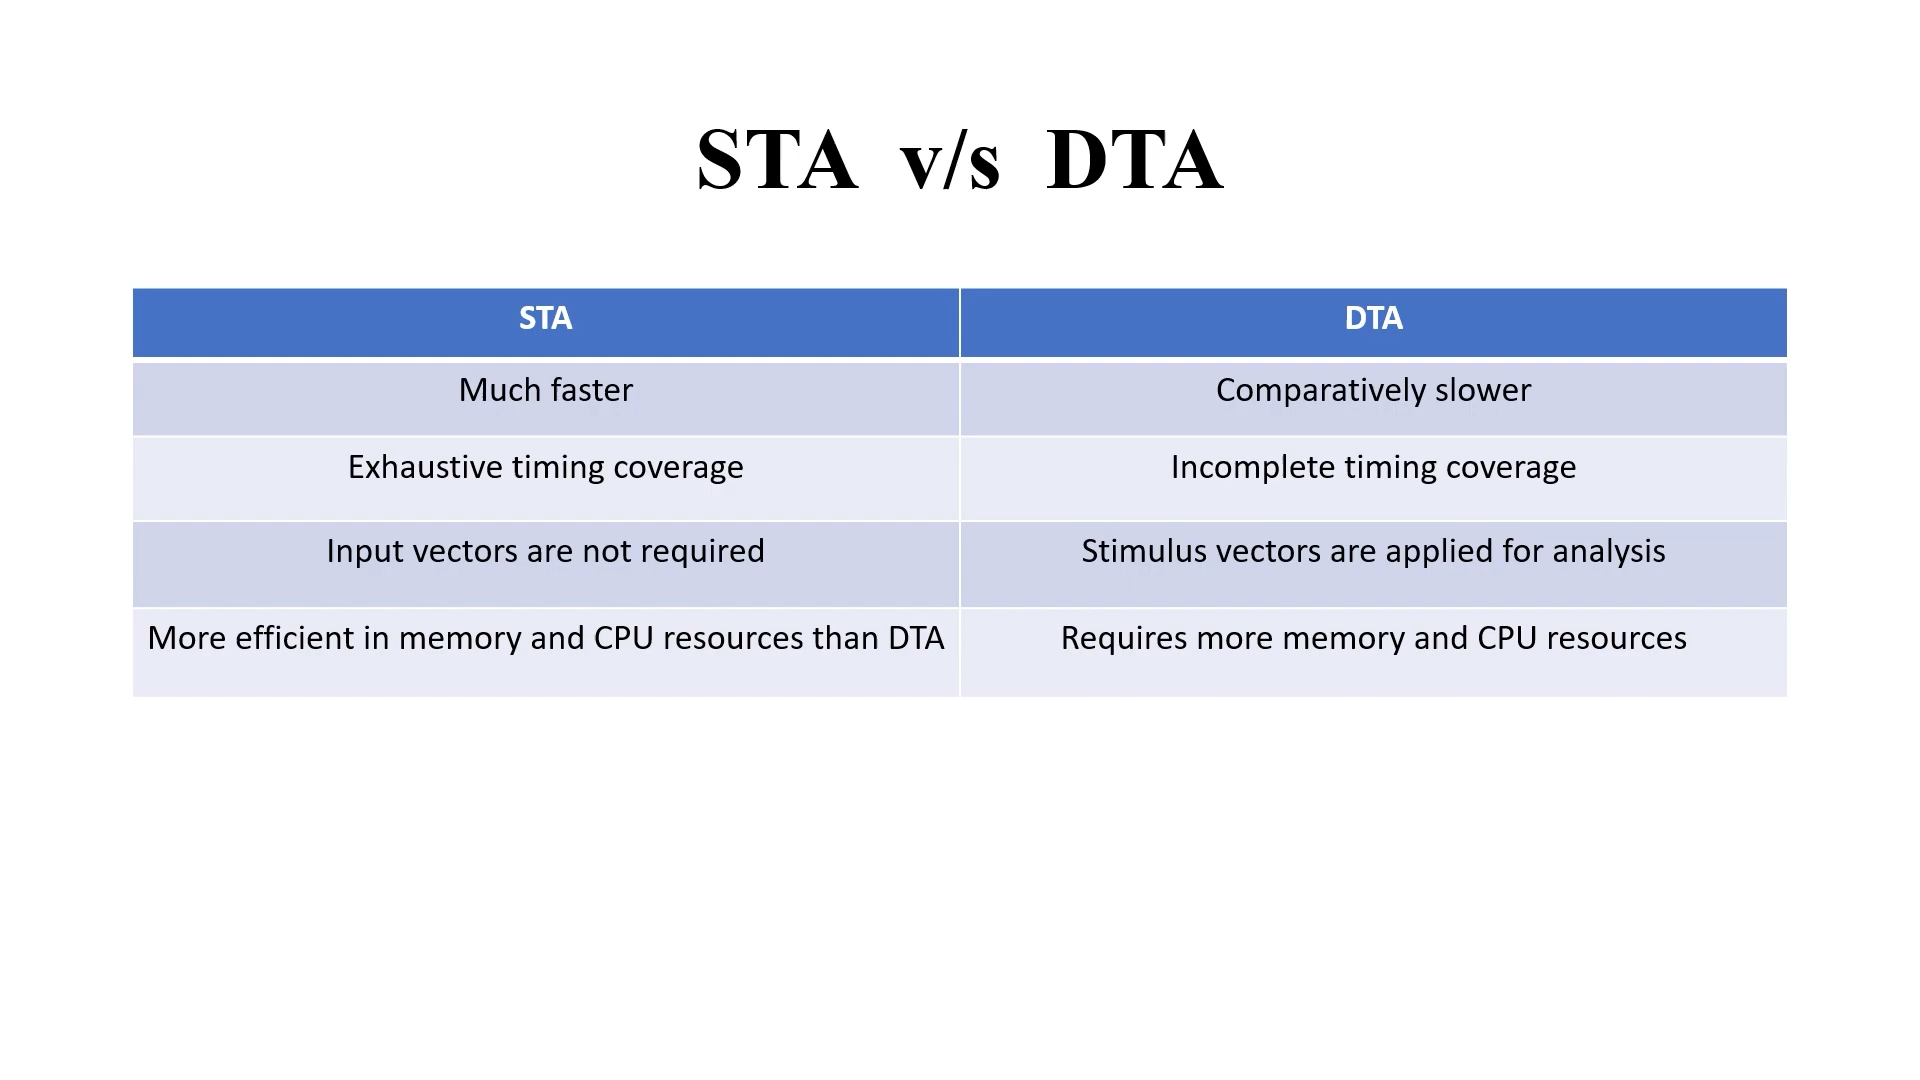 STA v/s DTA
STA
DTA
Much faster
Comparatively slower
Exhaustive timing coverage
Incomplete timing coverage
Input vectors are not required
Stimulus vectors are applied for analysis
More efficient in memory and CPU resources than DTA
Requires more memory and CPU resources